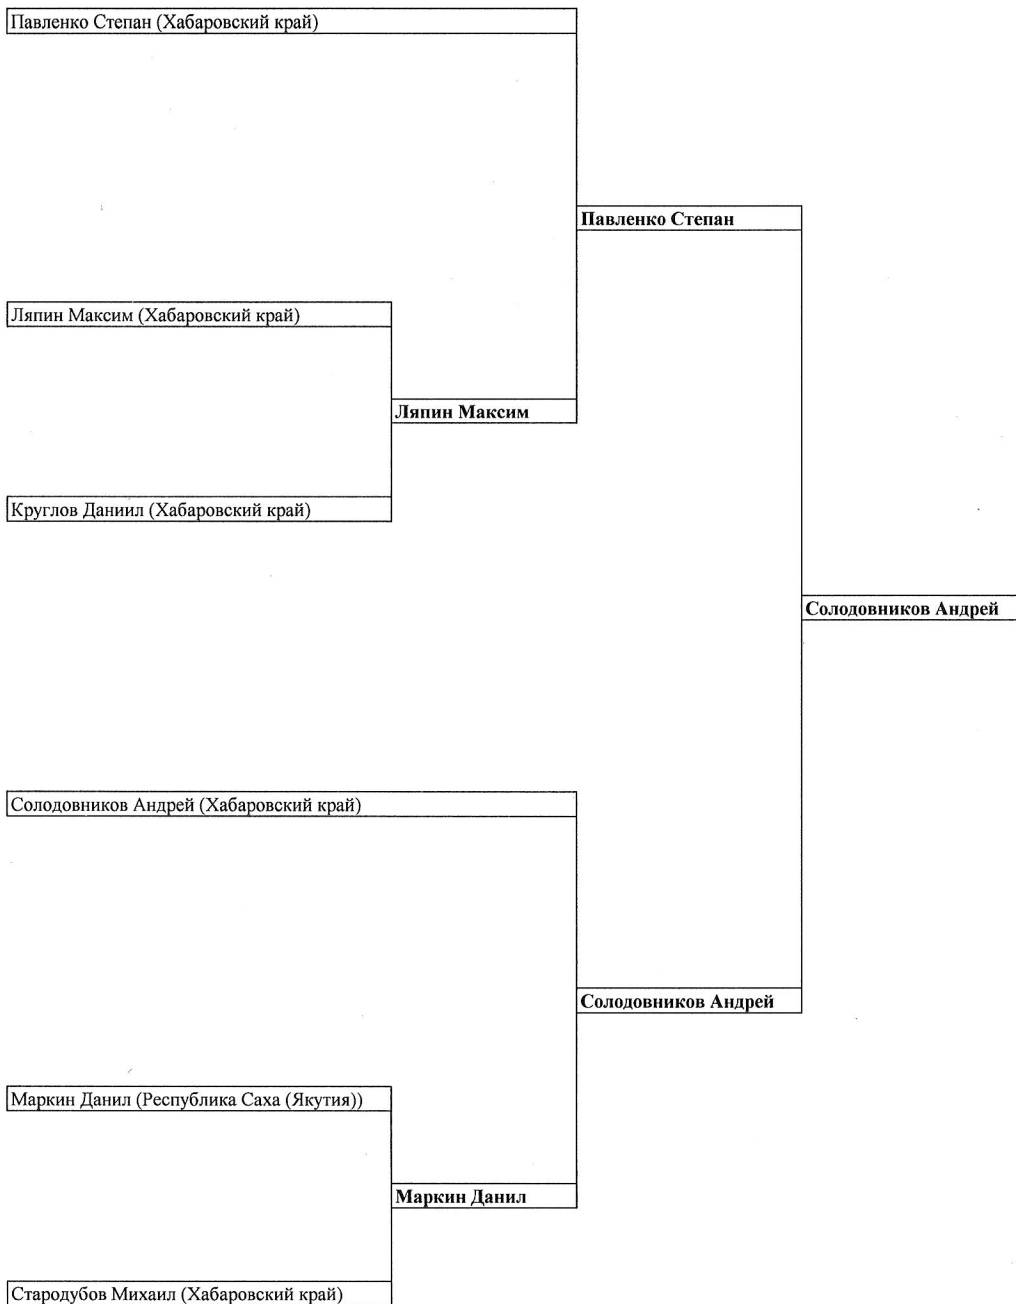 Павленко Степан (Хабаровский край)
Павленко Степан
Ляпин Максим (Хабаровский край)
Ляпин Максим
Круглов Даниил (Хабаровский край)
Солодовников Андрей
Солодовников Андрей (Хабаровский край)
Солодовников Андрей
Маркин Данил (Республика Саха (Якутия))
Маркин Данил
Стародубов Михаил (Хабаровский край)